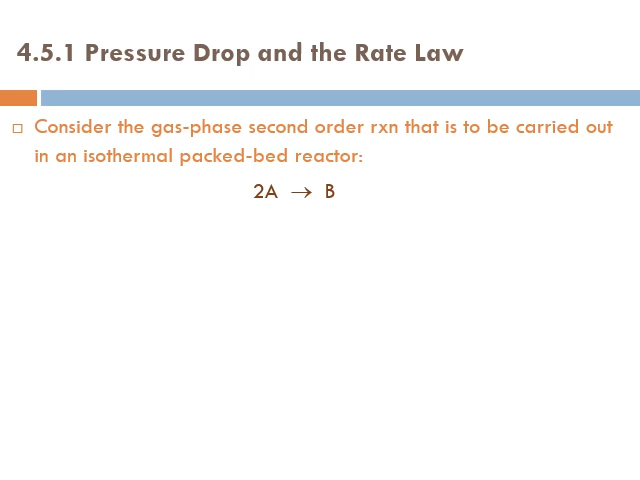 4.5.1 Pressure Drop and the Rate Law
Consider the gas-phase second order rxn that is to be carried out
in an isothermal packed-bed reactor:
2A → B